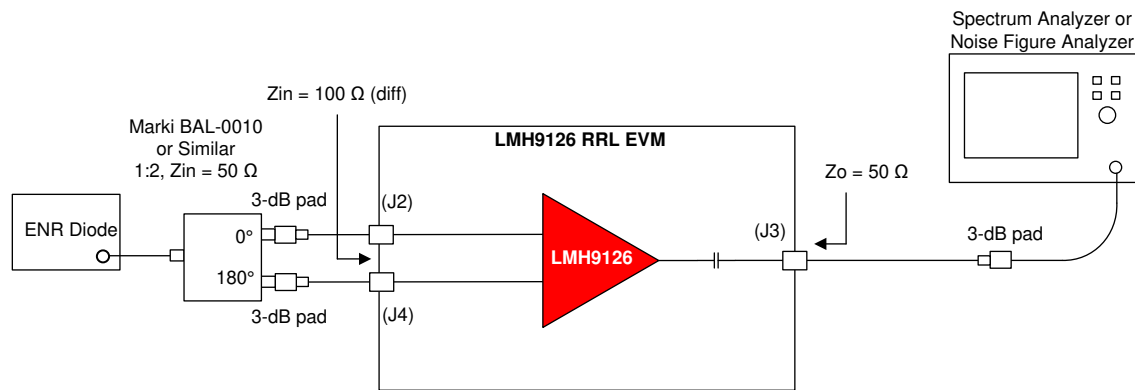 Spectrum Analyzer or
Noise Figure Analyzer
Zin = 100 Ω (diff)
Marki BAL-0010
or Similar
1:2, Zin = 50 Ω
LMH9126 RRL EVM
Zo = 50 Ω
3-dB pad
(J2)
ENR Diode
0°
(J3)
3-dB pad
LMH9126
180°
3-dB pad
(J4)